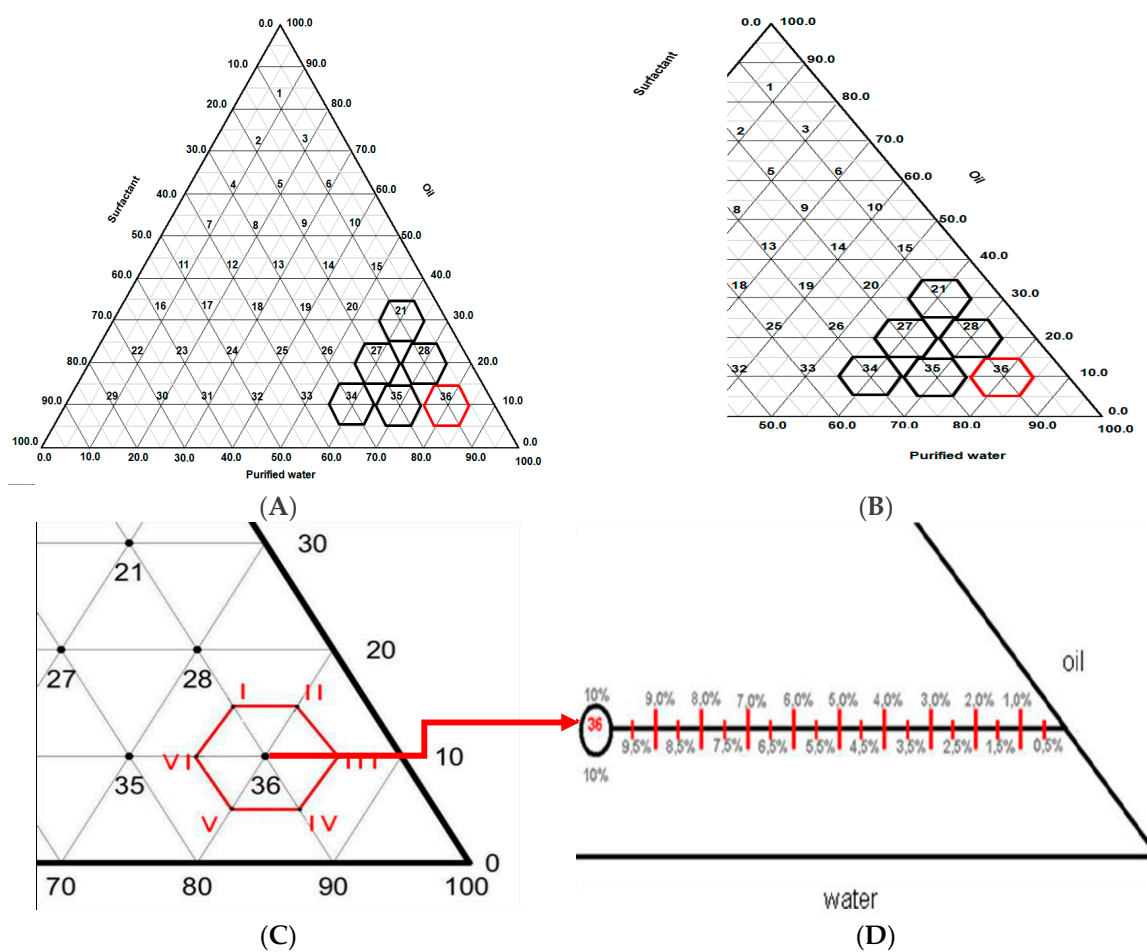 0.0 100.0
10.0 90.0
1
20.0 80.0
2 3
30.0 70.0
Surfactant
4 5 6
Oil
40.0 60.0
7 8 9
50.0 50.0
11 12 13 14 15
60.0 40.0
16 17 18 19 20 21
70.0 30.0
22 23 24 25 26 27 28
80.0 20.0
29 30 31 32 33 34 35 36
90.0 10.0
100.0 0.0
0.0 10.0 20.0 30.0 40.0 50.0 60.0 70.0 80.0 90.0 100.0
Purified water
(A)
0.0 100.0
Surfactant
90.0
1
80.0
2 3
70.0
5 6
Oil
60.0
8 9 10
50.0
13 14 15
40.0
18 19 20 21
30.0
25 26 27 28
20.0
32 33 34 35 36
10.0
0.0
50.0 60.0 70.0 80.0 90.0 100.0
Purified water
(B)
30
21
20
27 28
I II
10
VI III
35 36
V IV
0
70 80 90 100
(C)
oil
10% 9,0% 8,0% 7,0% 6,0% 5,0% 4,0% 3,0% 2,0% 1,0%
36
9,5% 8,5% 7,5% 6,5% 5,5% 4,5% 3,5% 2,5% 1,5% 0,5%
10%
water
(D)